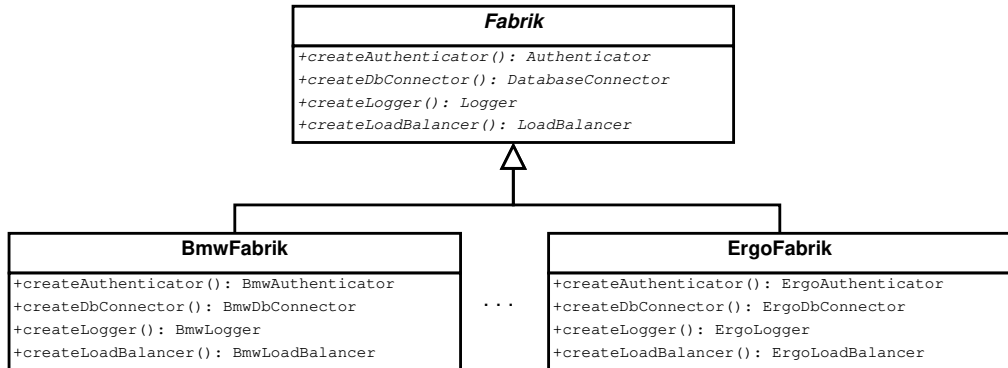 Fabrik
+createAuthenticator(): Authenticator
+createDbConnector(): DatabaseConnector
+createLogger(): Logger
+createLoadBalancer(): LoadBalancer
BmwFabrik
+createAuthenticator(): BmwAuthenticator
+createDbConnector(): BmwDbConnector
+createLogger(): BmwLogger
+createLoadBalancer(): BmwLoadBalancer
...
ErgoFabrik
+createAuthenticator(): ErgoAuthenticator
+createDbConnector(): ErgoDbConnector
+createLogger(): ErgoLogger
+createLoadBalancer(): ErgoLoadBalancer